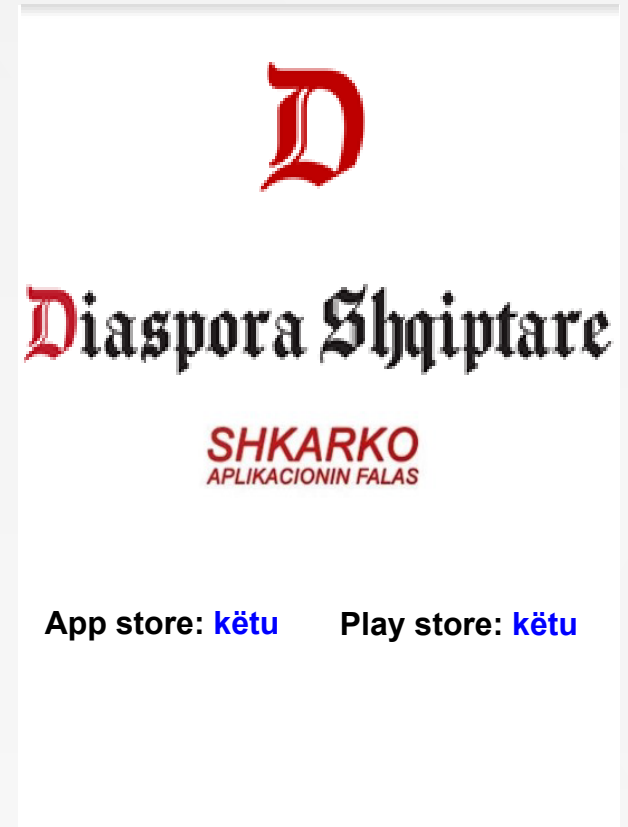 D
Diaspora Shqiptare
SHKARKO
APLIKACIONIN FALAS
App store: këtu Play store: këtu